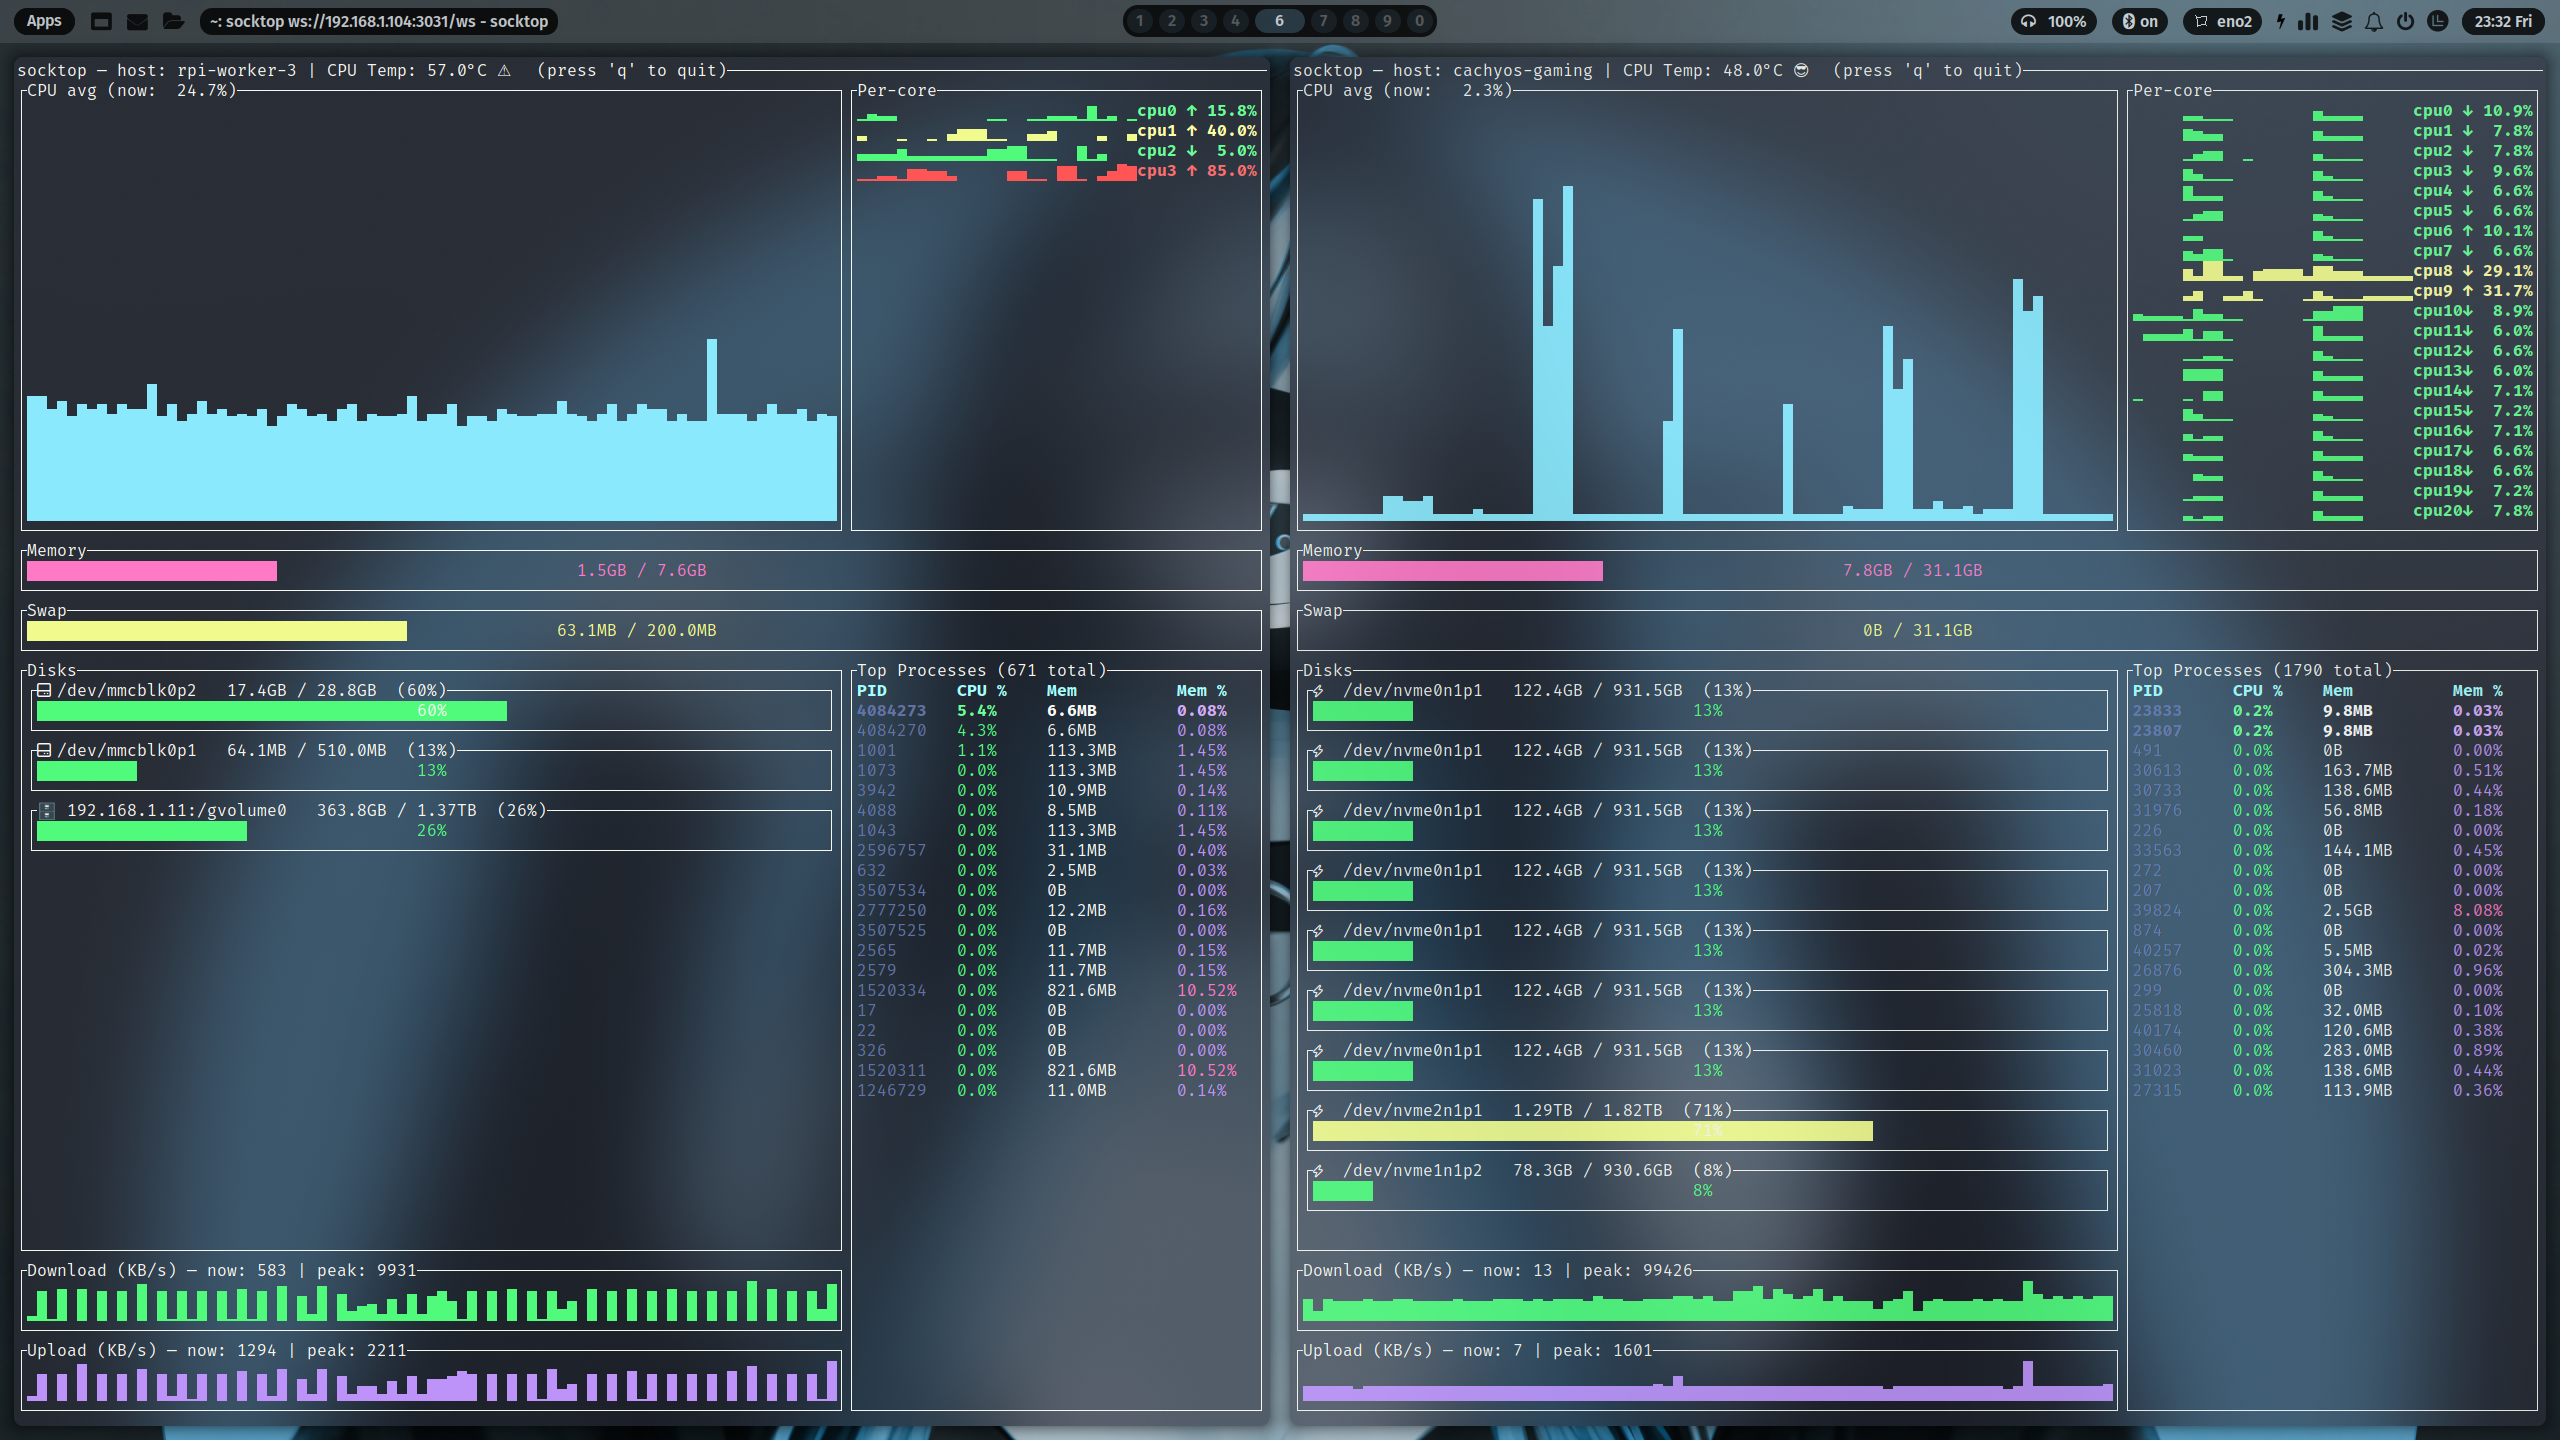 Apps ~: socktop ws://192.168.1.104:3031/ws - socktop 1 2 3 4 6 7 8 9 0 100% on eno2 23:32 Fri
socktop — host: rpi-worker-3 | CPU Temp: 57.0°C ⚠ (press 'q' to quit)
CPU avg (now: 24.7%)
Per-core
cpu0 ↑ 15.8%
cpu1 ↑ 40.0%
cpu2 ↓ 5.0%
cpu3 ↑ 85.0%
Memory
1.5GB / 7.6GB
Swap
63.1MB / 200.0MB
Disks
/dev/mmcblk0p2 17.4GB / 28.8GB (60%)
60%
/dev/mmcblk0p1 64.1MB / 510.0MB (13%)
13%
192.168.1.11:/gvolume0 363.8GB / 1.37TB (26%)
26%
Top Processes (671 total)
PID CPU % Mem Mem %
4084273 5.4% 6.6MB 0.08%
4084270 4.3% 6.6MB 0.08%
1001 1.1% 113.3MB 1.45%
1073 0.0% 113.3MB 1.45%
3942 0.0% 10.9MB 0.14%
4088 0.0% 8.5MB 0.11%
1043 0.0% 113.3MB 1.45%
2596757 0.0% 31.1MB 0.40%
632 0.0% 2.5MB 0.03%
3507534 0.0% 0B 0.00%
2777250 0.0% 12.2MB 0.16%
3507525 0.0% 0B 0.00%
2565 0.0% 11.7MB 0.15%
2579 0.0% 11.7MB 0.15%
1520334 0.0% 821.6MB 10.52%
17 0.0% 0B 0.00%
22 0.0% 0B 0.00%
326 0.0% 0B 0.00%
1520311 0.0% 821.6MB 10.52%
1246729 0.0% 11.0MB 0.14%
Download (KB/s) — now: 583 | peak: 9931
Upload (KB/s) — now: 1294 | peak: 2211
socktop — host: cachyos-gaming | CPU Temp: 48.0°C 😎 (press 'q' to quit)
CPU avg (now: 2.3%)
Per-core
cpu0 ↓ 10.9%
cpu1 ↓ 7.8%
cpu2 ↓ 7.8%
cpu3 ↓ 9.6%
cpu4 ↓ 6.6%
cpu5 ↓ 6.6%
cpu6 ↑ 10.1%
cpu7 ↓ 6.6%
cpu8 ↓ 29.1%
cpu9 ↑ 31.7%
cpu10↓ 8.9%
cpu11↓ 6.0%
cpu12↓ 6.6%
cpu13↓ 6.0%
cpu14↓ 7.1%
cpu15↓ 7.2%
cpu16↓ 7.1%
cpu17↓ 6.6%
cpu18↓ 6.6%
cpu19↓ 7.2%
cpu20↓ 7.8%
Memory
7.8GB / 31.1GB
Swap
0B / 31.1GB
Disks
/dev/nvme0n1p1 122.4GB / 931.5GB (13%)
13%
/dev/nvme0n1p1 122.4GB / 931.5GB (13%)
13%
/dev/nvme0n1p1 122.4GB / 931.5GB (13%)
13%
/dev/nvme0n1p1 122.4GB / 931.5GB (13%)
13%
/dev/nvme0n1p1 122.4GB / 931.5GB (13%)
13%
/dev/nvme0n1p1 122.4GB / 931.5GB (13%)
13%
/dev/nvme0n1p1 122.4GB / 931.5GB (13%)
13%
/dev/nvme2n1p1 1.29TB / 1.82TB (71%)
71%
/dev/nvme1n1p2 78.3GB / 930.6GB (8%)
8%
Top Processes (1790 total)
PID CPU % Mem Mem %
23833 0.2% 9.8MB 0.03%
23807 0.2% 9.8MB 0.03%
491 0.0% 0B 0.00%
30613 0.0% 163.7MB 0.51%
30733 0.0% 138.6MB 0.44%
31976 0.0% 56.8MB 0.18%
226 0.0% 0B 0.00%
33563 0.0% 144.1MB 0.45%
272 0.0% 0B 0.00%
207 0.0% 0B 0.00%
39824 0.0% 2.5GB 8.08%
874 0.0% 0B 0.00%
40257 0.0% 5.5MB 0.02%
26876 0.0% 304.3MB 0.96%
299 0.0% 0B 0.00%
25818 0.0% 32.0MB 0.10%
40174 0.0% 120.6MB 0.38%
30460 0.0% 283.0MB 0.89%
31023 0.0% 138.6MB 0.44%
27315 0.0% 113.9MB 0.36%
Download (KB/s) — now: 13 | peak: 99426
Upload (KB/s) — now: 7 | peak: 1601